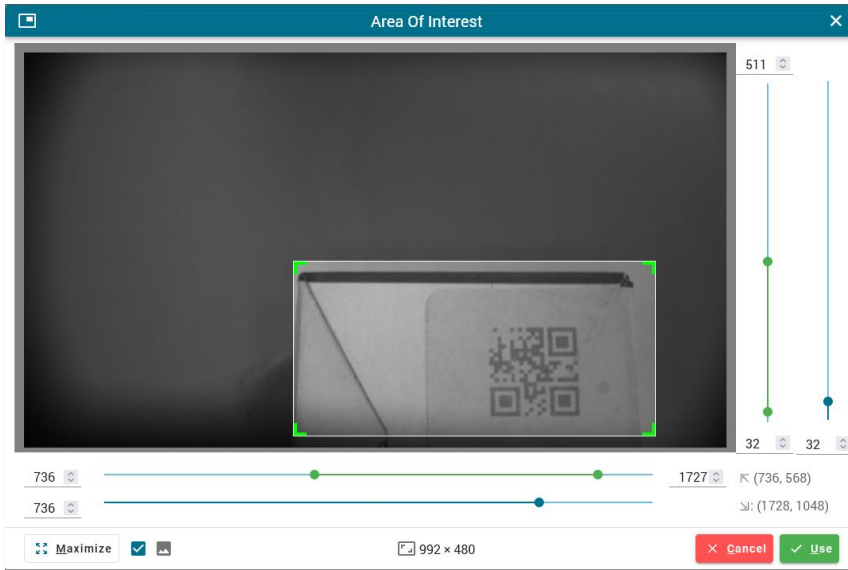 Area Of Interest
511
32
32
736
1727
(736, 568)
736
: (1728, 1048)
Maximize
992 × 480
Cancel
Use